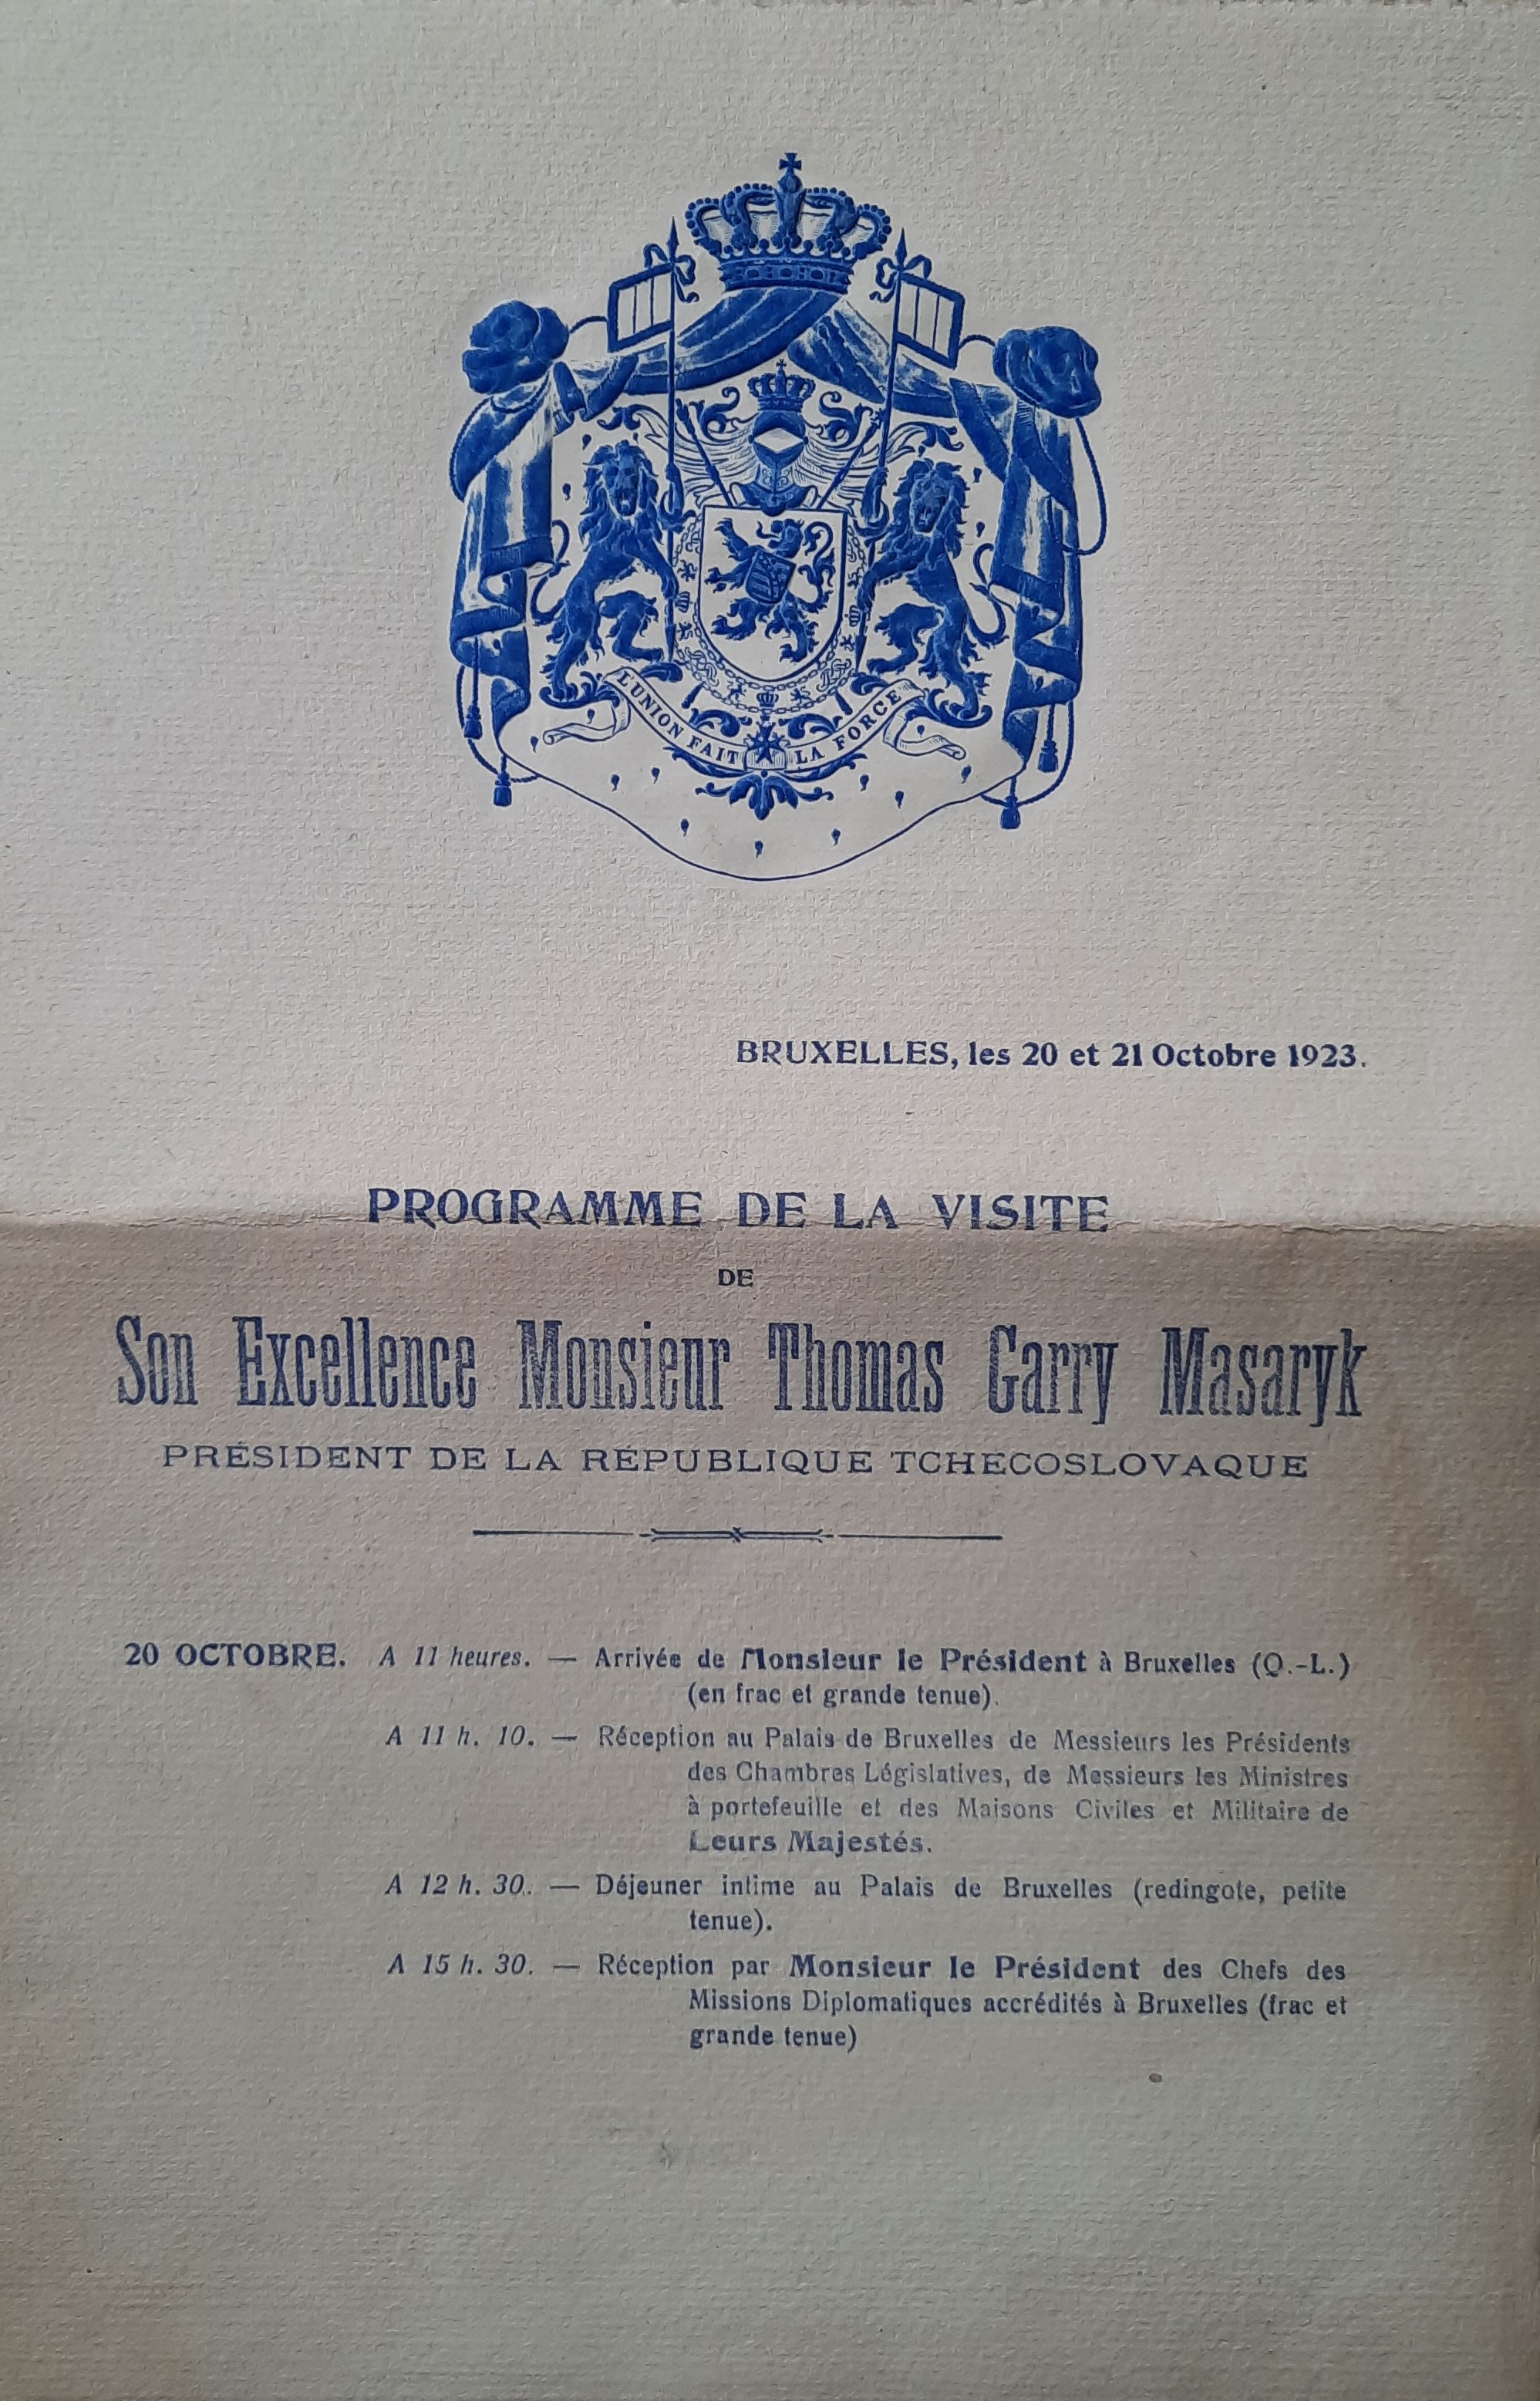 L'UNION FAIT LA FORCE
BRUXELLES, les 20 et 21 Octobre 1923.
PROGRAMME DE LA VISITE
DE
Son Excellence Monsieur Thomas Garry Masaryk
PRÉSIDENT DE LA RÉPUBLIQUE TCHECOSLOVAQUE
20 OCTOBRE. A 11 heures. — Arrivée de Monsieur le Président à Bruxelles (Q.-L.)
(en frac et grande tenue).
A 11 h. 10. — Réception au Palais de Bruxelles de Messieurs les Présidents
des Chambres Législatives, de Messieurs les Ministres
à portefeuille et des Maisons Civiles et Militaire de
Leurs Majestés.
A 12 h. 30. — Déjeuner intime au Palais de Bruxelles (redingote, petite
tenue).
A 15 h. 30. — Réception par Monsieur le Président des Chefs des
Missions Diplomatiques accrédités à Bruxelles (frac et
grande tenue)